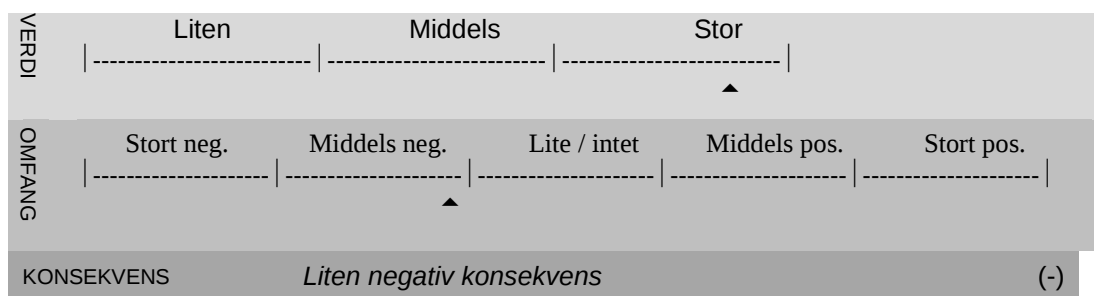 VERDI
Liten Middels Stor
|--------------------------|--------------------------|--------------------------|
OMFANG
Stort neg. Middels neg. Lite / intet Middels pos. Stort pos.
|---------------------|---------------------|---------------------|---------------------|---------------------|
KONSEKVENS Liten negativ konsekvens (-)